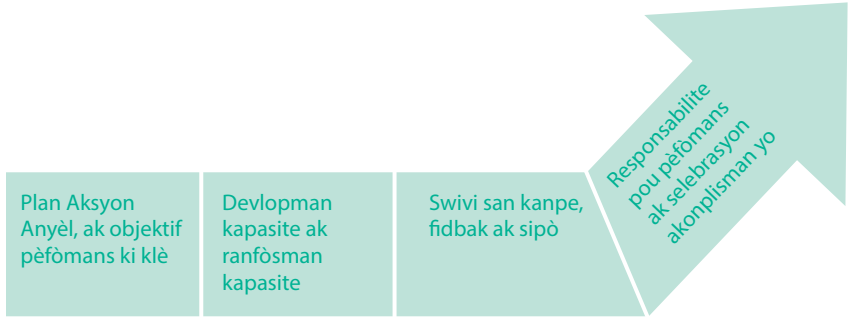 Plan Aksyon
Anyèl, ak objektif
pèfòmans ki klè
Devlopman
kapasite ak
ranfòsman
kapasite
Swivi san kanpe,
fidbak ak sipò
Responsabilite
pou pèfòmans
ak selebrasyon
akonplisman yo